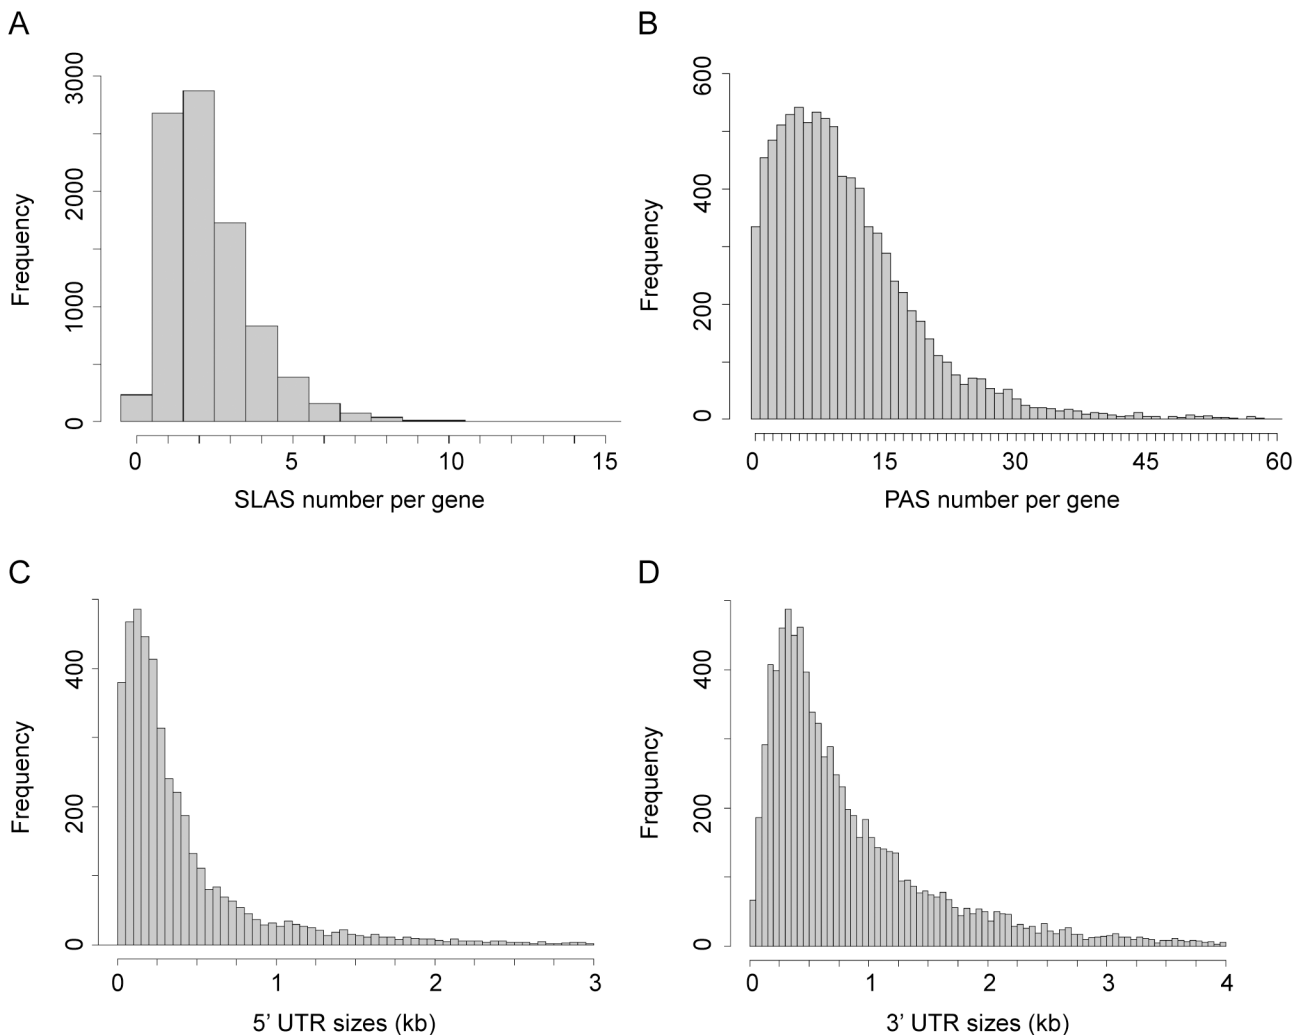 A
Frequency
3000
2000
1000
0
0 5 10 15
SLAS number per gene
B
Frequency
600
400
200
0
0 15 30 45 60
PAS number per gene
C
Frequency
400
200
0
0 1 2 3
5’ UTR sizes (kb)
D
Frequency
400
200
0
0 1 2 3 4
3’ UTR sizes (kb)